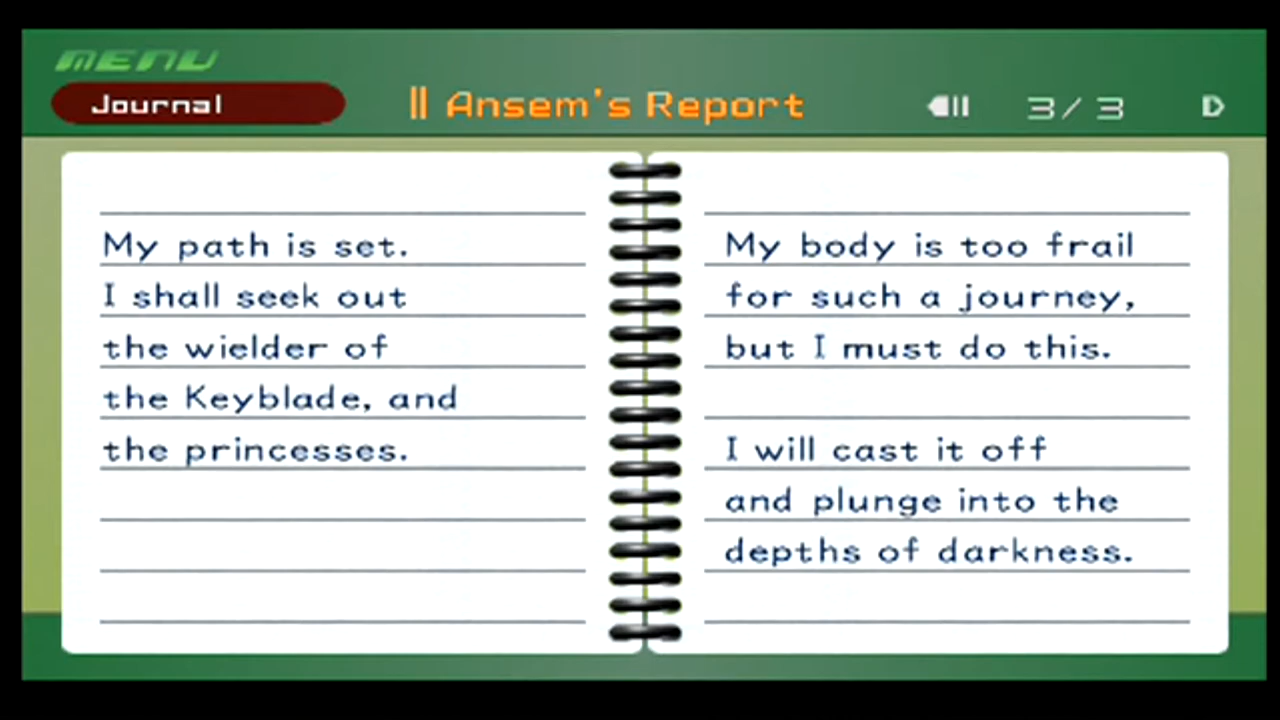 MENU
Journal
Ansem's Report
3/3
My path is set.
I shall seek out
the wielder of
the Keyblade, and
the princesses.
My body is too frail
for such a journey,
but I must do this.
I will cast it off
and plunge into the
depths of darkness.